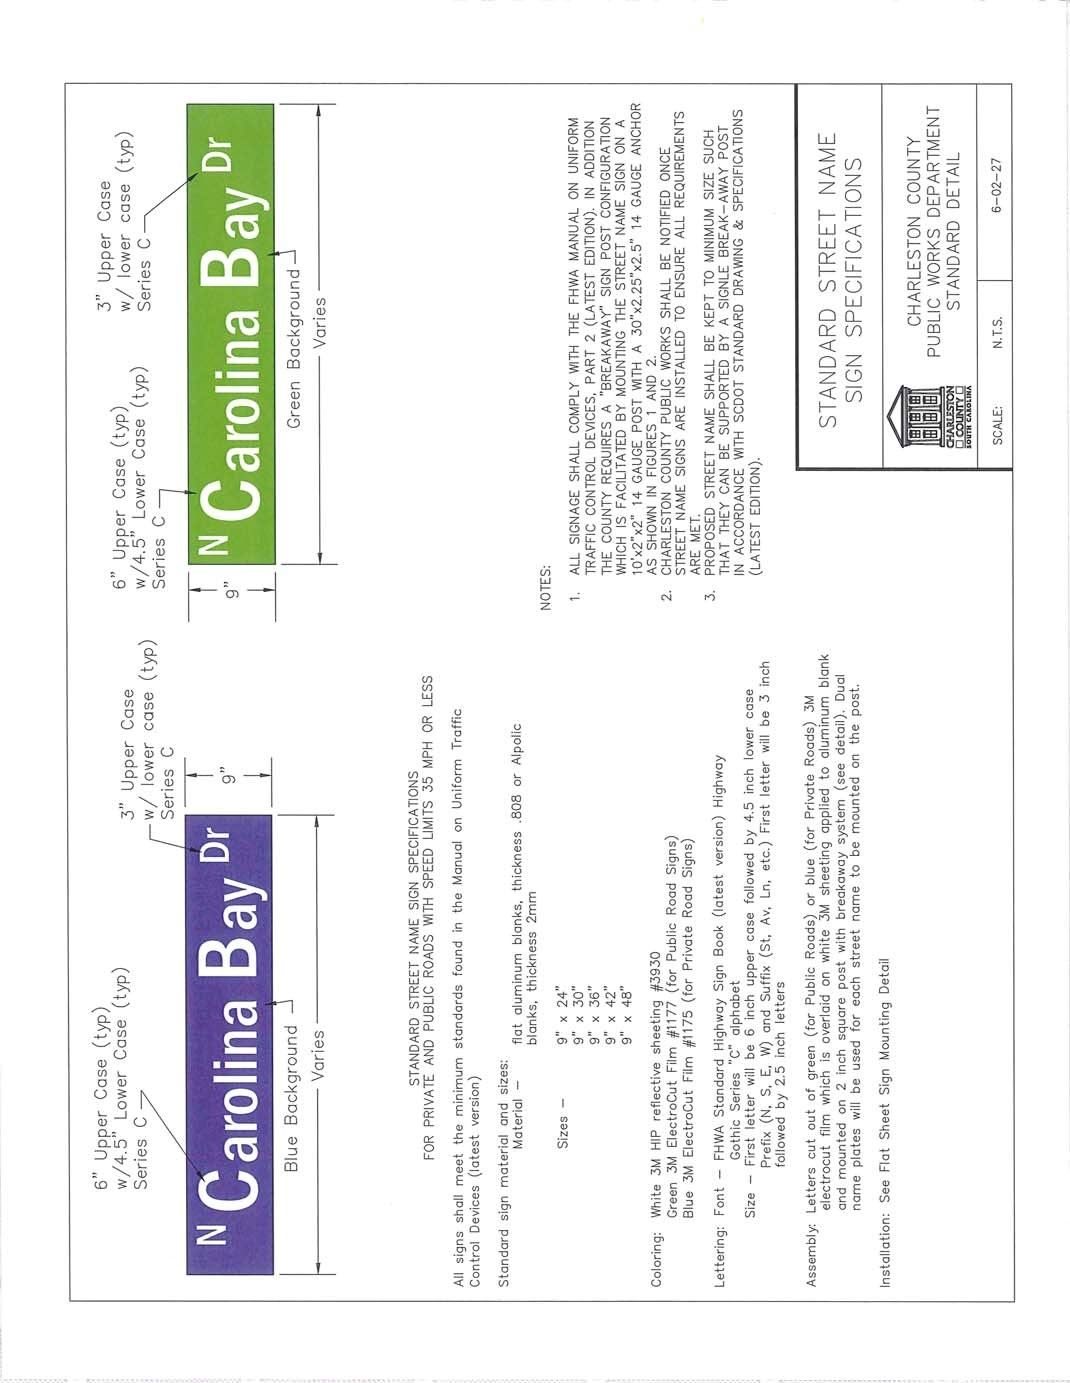 6" Upper Case (typ)
w/4.5" Lower Case (typ)
Series C
3" Upper Case
w/ lower case (typ)
Series C
N Carolina Bay Dr
9"
Blue Background
Varies
6" Upper Case (typ)
w/4.5" Lower Case (typ)
Series C
3" Upper Case
w/ lower case (typ)
Series C
N Carolina Bay Dr
9"
Green Background
Varies
STANDARD STREET NAME SIGN SPECIFICATIONS
FOR PRIVATE AND PUBLIC ROADS WITH SPEED LIMITS 35 MPH OR LESS
All signs shall meet the minimum standards found in the Manual on Uniform Traffic
Control Devices (latest version)
Standard sign material and sizes:
Material – flat aluminum blanks, thickness .808 or Alpolic
blanks, thickness 2mm
Sizes – 9" x 24"
9" x 30"
9" x 36"
9" x 42"
9" x 48"
Coloring: White 3M HIP reflective sheeting #3930
Green 3M ElectroCut Film #1177 (for Public Road Signs)
Blue 3M ElectroCut Film #1175 (for Private Road Signs)
Lettering: Font – FHWA Standard Highway Sign Book (latest version) Highway
Gothic Series "C" alphabet
Size – First letter will be 6 inch upper case followed by 4.5 inch lower case
Prefix (N, S, E, W) and Suffix (St, Av, Ln, etc.) First letter will be 3 inch
followed by 2.5 inch letters
Assembly: Letters cut out of green (for Public Roads) or blue (for Private Roads) 3M
electrocut film which is overlaid on white 3M sheeting applied to aluminum blank
and mounted on 2 inch square post with breakaway system (see detail). Dual
name plates will be used for each street name to be mounted on the post.
Installation: See Flat Sheet Sign Mounting Detail
NOTES:
1. ALL SIGNAGE SHALL COMPLY WITH THE FHWA MANUAL ON UNIFORM
TRAFFIC CONTROL DEVICES, PART 2 (LATEST EDITION). IN ADDITION
THE COUNTY REQUIRES A "BREAKAWAY" SIGN POST CONFIGURATION
WHICH IS FACILITATED BY MOUNTING THE STREET NAME SIGN ON A
10'x2"x2" 14 GAUGE POST WITH A 30"x2.25"x2.5" 14 GAUGE ANCHOR
AS SHOWN IN FIGURES 1 AND 2.
2. CHARLESTON COUNTY PUBLIC WORKS SHALL BE NOTIFIED ONCE
STREET NAME SIGNS ARE INSTALLED TO ENSURE ALL REQUIREMENTS
ARE MET.
3. PROPOSED STREET NAME SHALL BE KEPT TO MINIMUM SIZE SUCH
THAT THEY CAN BE SUPPORTED BY A SIGNLE BREAK–AWAY POST
IN ACCORDANCE WITH SCDOT STANDARD DRAWING & SPECIFICATIONS
(LATEST EDITION).
STANDARD STREET NAME
SIGN SPECIFICATIONS
CHARLESTON
COUNTY
SOUTH CAROLINA
CHARLESTON COUNTY
PUBLIC WORKS DEPARTMENT
STANDARD DETAIL
SCALE: N.T.S. 6-02-27